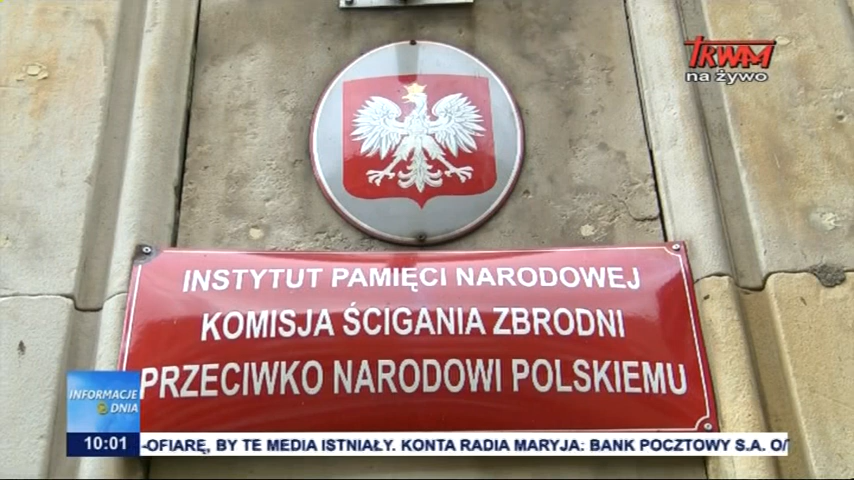 TRWAM
na żywo
INSTYTUT PAMIĘCI NARODOWEJ
KOMISJA ŚCIGANIA ZBRODNI
PRZECIWKO NARODOWI POLSKIEMU
INFORMACJE
DNIA
10:01
-OFIARĘ, BY TE MEDIA ISTNIAŁY. KONTA RADIA MARYJA: BANK POCZTOWY S.A. O/